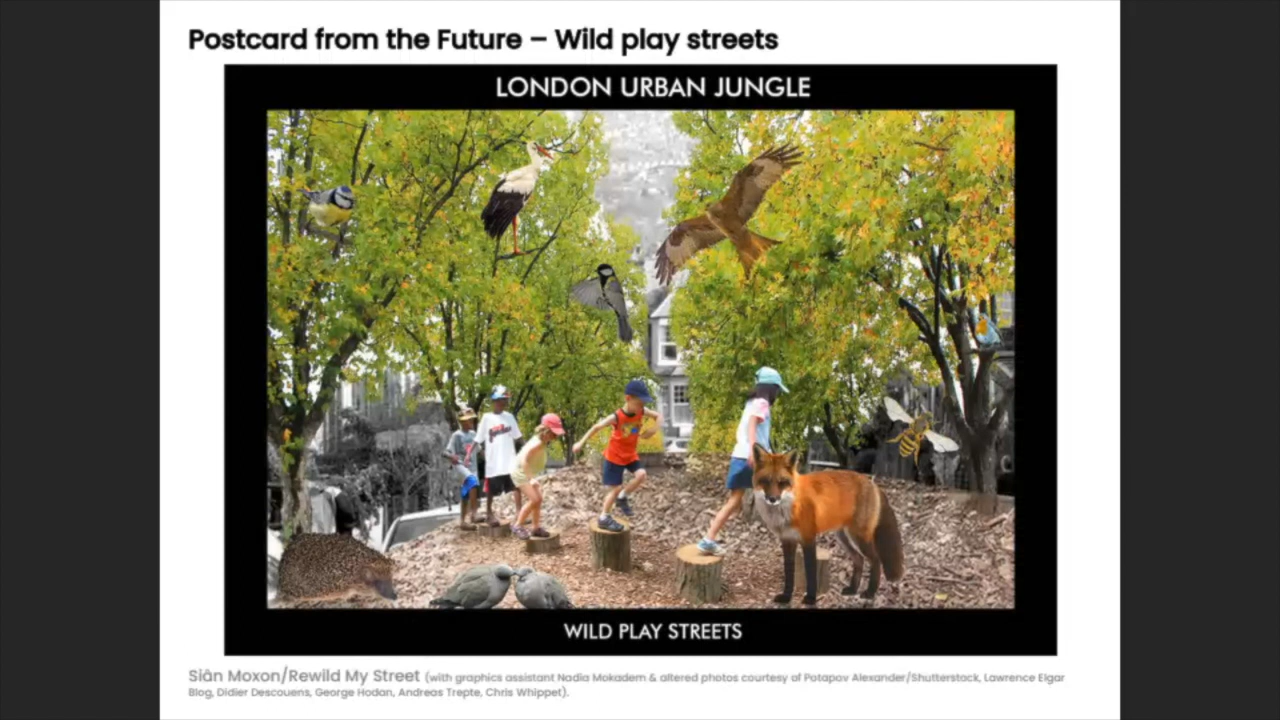 Postcard from the Future – Wild play streets
LONDON URBAN JUNGLE
WILD PLAY STREETS
Siân Moxon/Rewild My Street (with graphics assistant Nadia Mokadem & altered photos courtesy of Potapov Alexander/Shutterstock, Lawrence Elgar
Blog, Didier Descouens, George Hodan, Andreas Trepte, Chris Whippet).